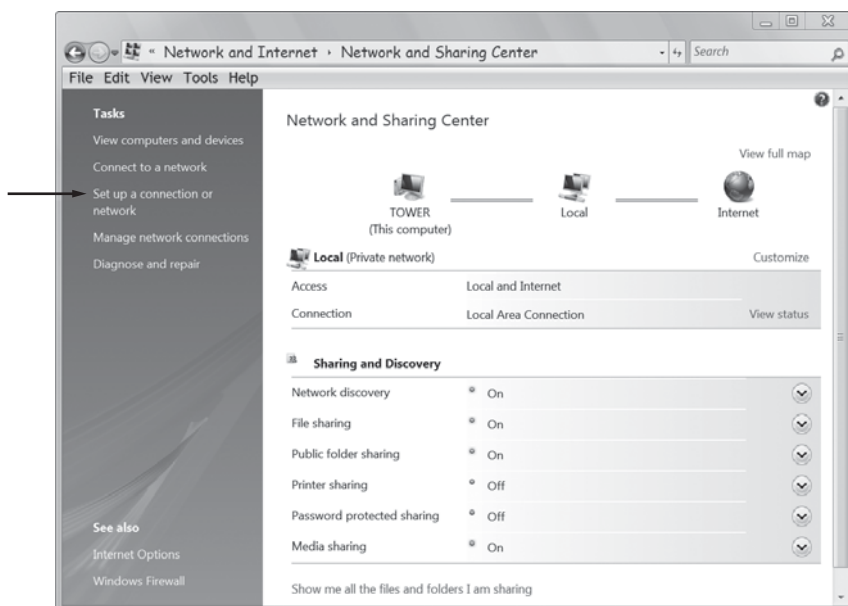 « Network and Internet › Network and Sharing Center
Search
File Edit View Tools Help
Tasks
View computers and devices
Connect to a network
Set up a connection or
network
Manage network connections
Diagnose and repair
See also
Internet Options
Windows Firewall
Network and Sharing Center
View full map
TOWER
(This computer)
Local
Internet
Local (Private network) Customize
Access Local and Internet
Connection Local Area Connection View status
Sharing and Discovery
Network discovery On
File sharing On
Public folder sharing On
Printer sharing Off
Password protected sharing Off
Media sharing On
Show me all the files and folders I am sharing